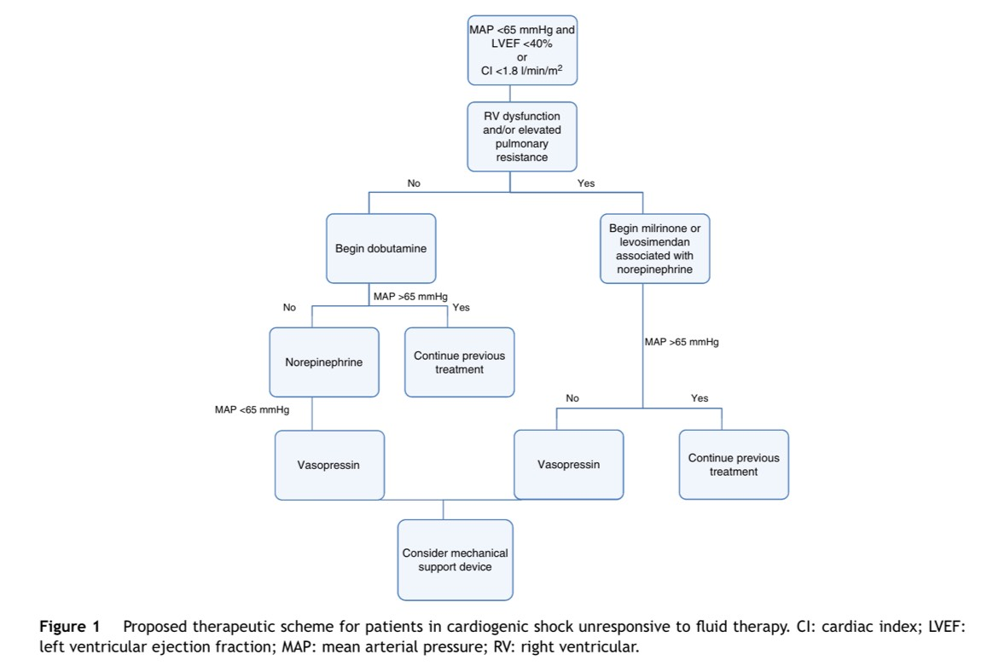 MAP <65 mmHg and
LVEF <40%
or
CI <1.8 l/min/m²
RV dysfunction
and/or elevated
pulmonary
resistance
No
Yes
Begin dobutamine
Begin milrinone or
levosimendan
associated with
norepinephrine
MAP >65 mmHg
No
Yes
Norepinephrine
Continue previous
treatment
MAP >65 mmHg
No
Yes
MAP <65 mmHg
Vasopressin
Vasopressin
Continue previous
treatment
Consider mechanical
support device
Figure 1 Proposed therapeutic scheme for patients in cardiogenic shock unresponsive to fluid therapy. CI: cardiac index; LVEF:
left ventricular ejection fraction; MAP: mean arterial pressure; RV: right ventricular.